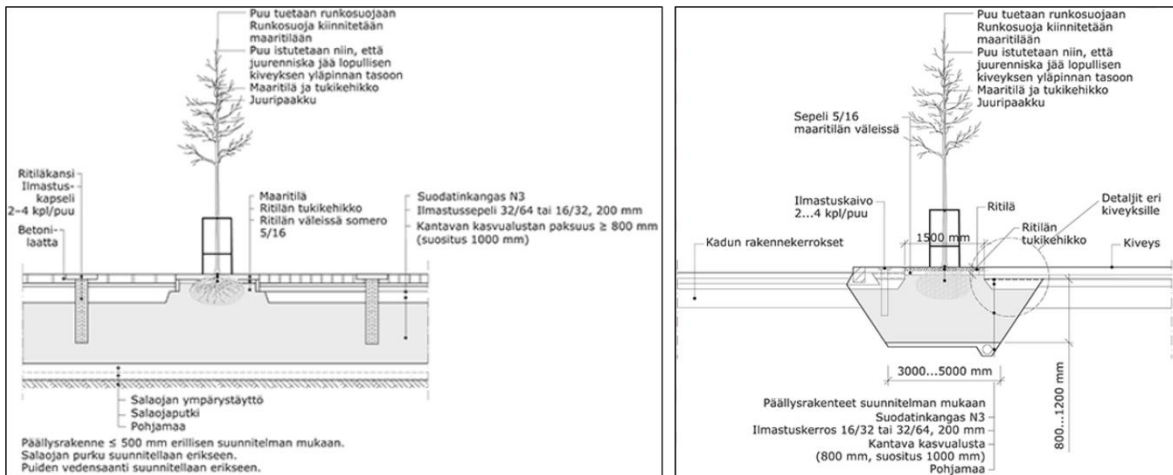 Puu tuetaan runkosuojaan
Runkosuoja kiinnitetään
maaritilään
Puu istutetaan niin, että
juurenniska jää lopullisen
kiveyksen yläpinnan tasoon
Maaritilä ja tukikehikko
Juuripaakku
Ritiläkansi
Ilmastus-
kapseli
2–4 kpl/puu
Betoni-
laatta
Maaritilä
Ritilän tukikehikko
Ritilän väleissä somero
5/16
Suodatinkangas N3
Ilmastussepeli 32/64 tai 16/32, 200 mm
Kantavan kasvualustan paksuus ≥ 800 mm
(suositus 1000 mm)
Salaojan ympärystäyttö
Salaojaputki
Pohjamaa
Päällysrakenne ≤ 500 mm erillisen suunnitelman mukaan.
Salaojan purku suunnitellaan erikseen.
Puiden vedensaanti suunnitellaan erikseen.
Puu tuetaan runkosuojaan
Runkosuoja kiinnitetään
maaritilään
Puu istutetaan niin, että
juurenniska jää lopullisen
kiveyksen yläpinnan tasoon
Maaritilä ja tukikehikko
Juuripaakku
Sepeli 5/16
maaritilän väleissä
Ilmastuskaivo
2...4 kpl/puu
Ritilä
Detaljit eri
kiveyksille
Ritilän
tukikehikko
1500 mm
Kadun rakennekerrokset
Kiveys
3000...5000 mm
800...1200 mm
Päällysrakenteet suunnitelman mukaan
Suodatinkangas N3
Ilmastuskerros 16/32 tai 32/64, 200 mm
Kantava kasvualusta
(800 mm, suositus 1000 mm)
Pohjamaa